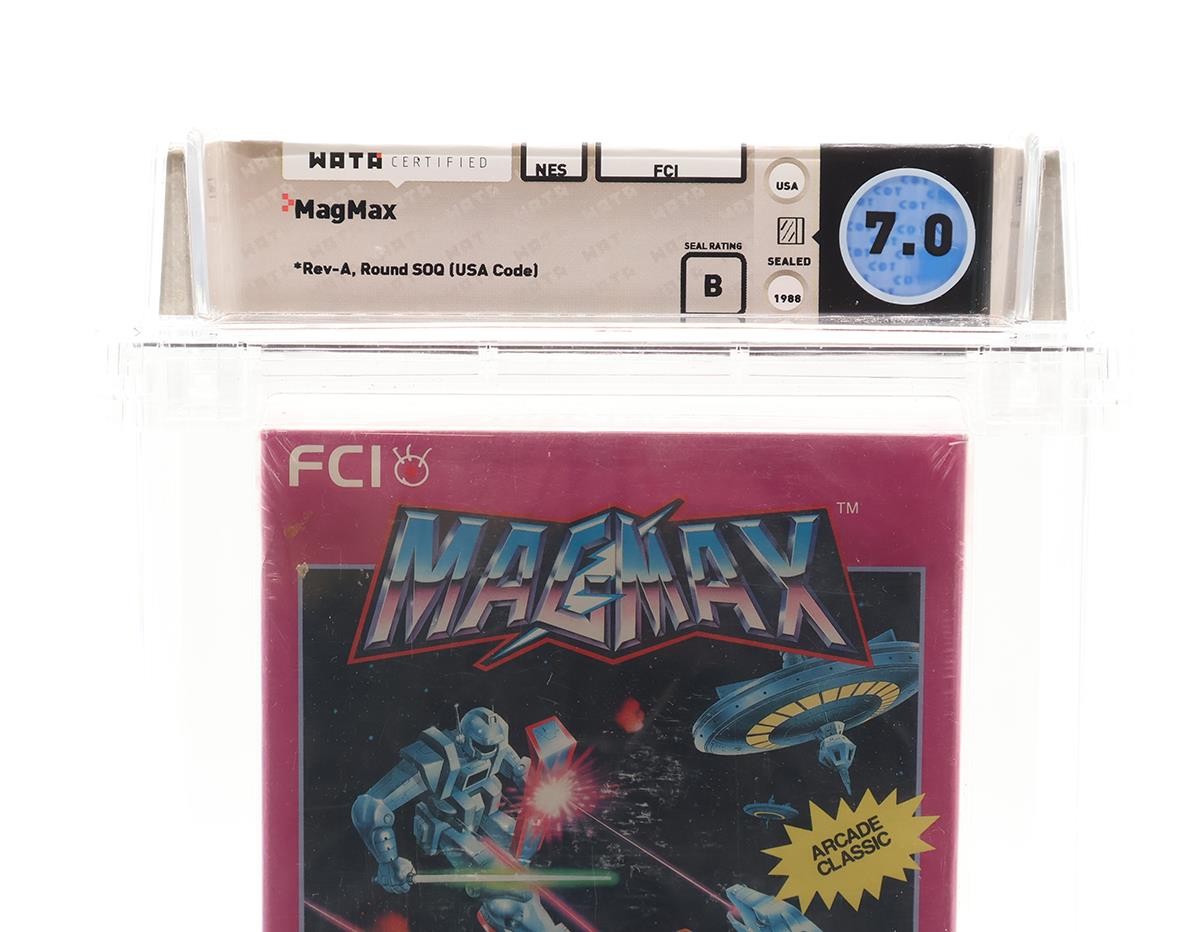 WATA CERTIFIED
NES
FCI
USA
MagMax
7.0
SEAL RATING
B
SEALED
*Rev-A, Round SOQ (USA Code)
1988
FCI
MAGMAX
TM
ARCADE
CLASSIC